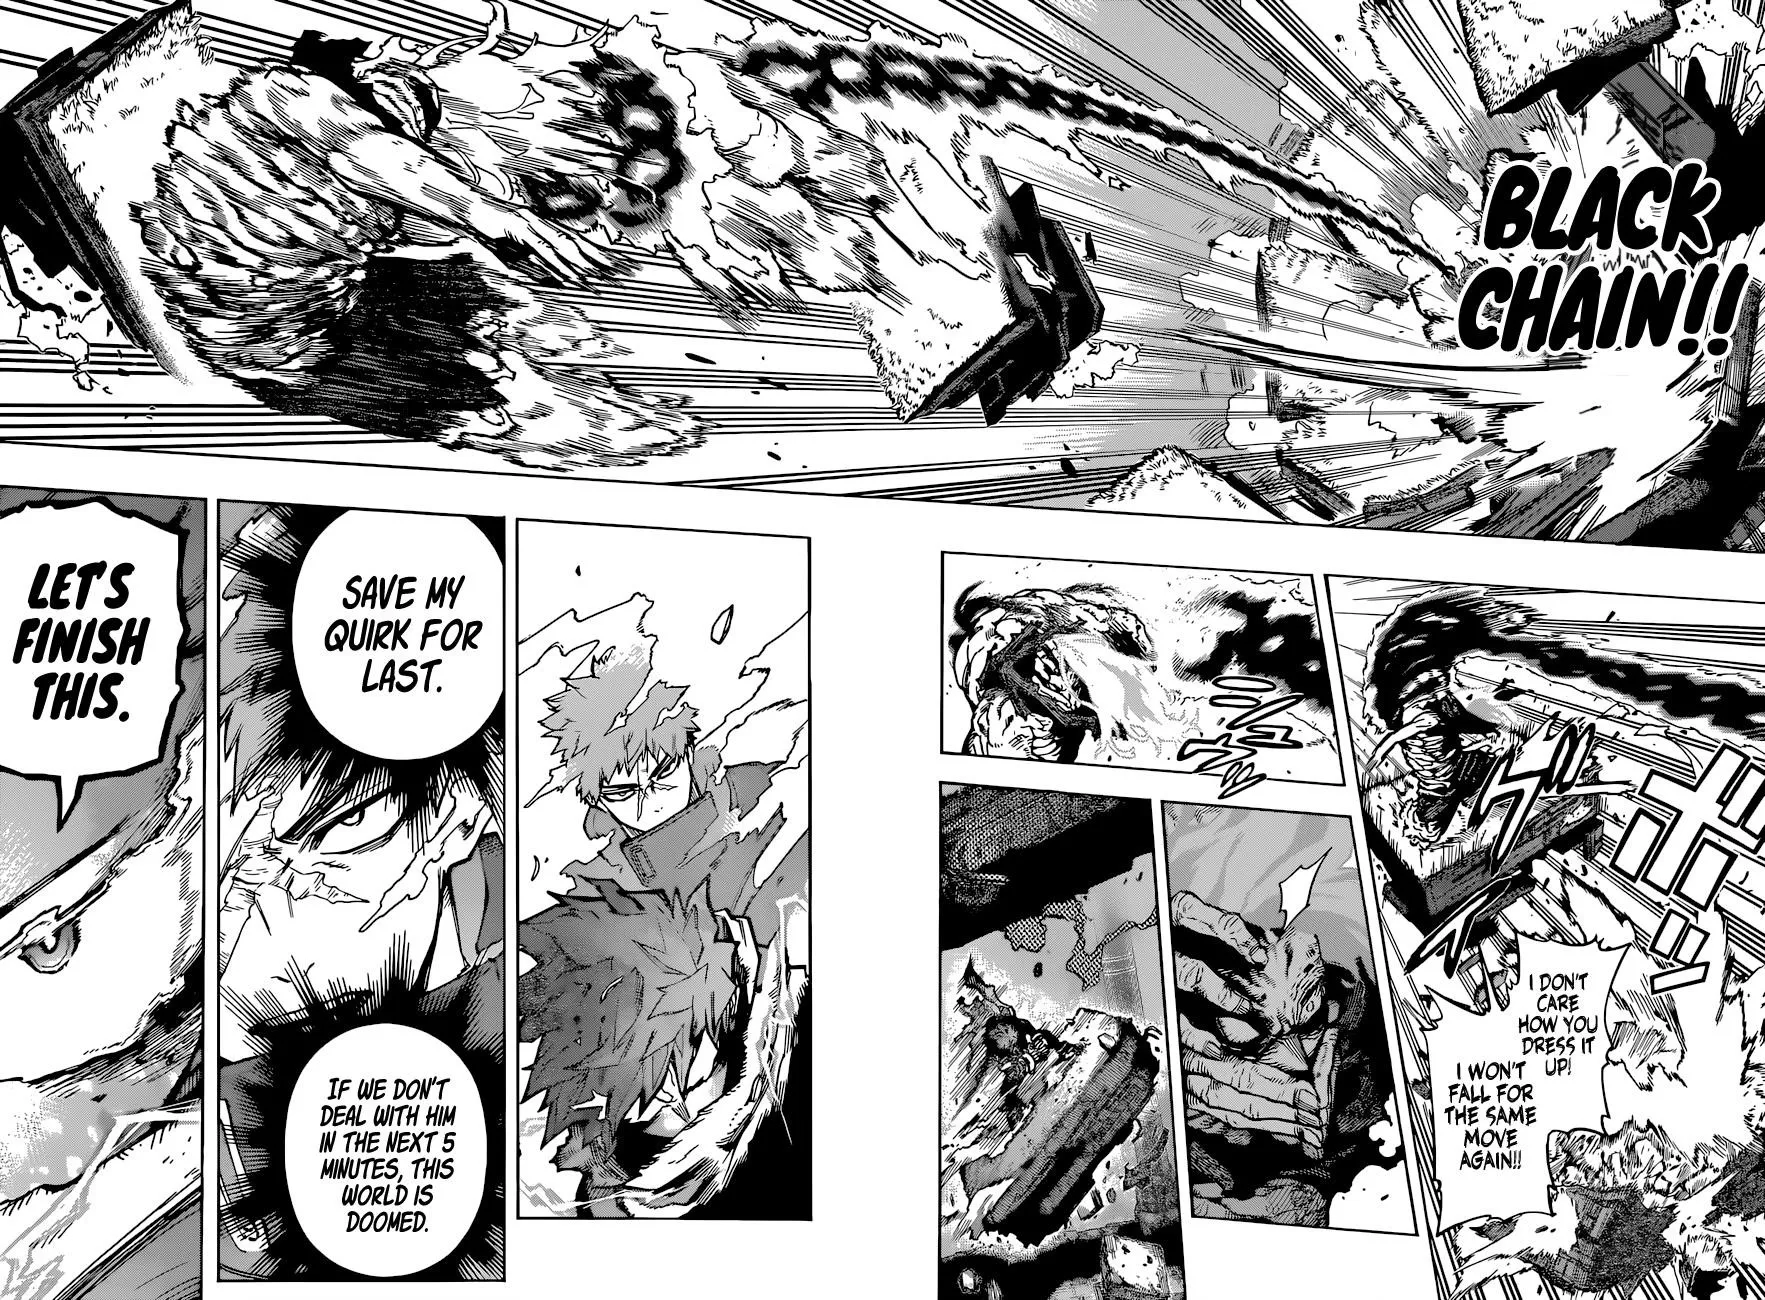 BLACK
CHAIN!!
I DON'T
CARE
HOW YOU
DRESS IT
UP!
I WON'T
FALL FOR
THE SAME
MOVE
AGAIN!!
SAVE MY
QUIRK FOR
LAST.
IF WE DON'T
DEAL WITH HIM
IN THE NEXT 5
MINUTES, THIS
WORLD IS
DOOMED.
LET'S
FINISH
THIS.